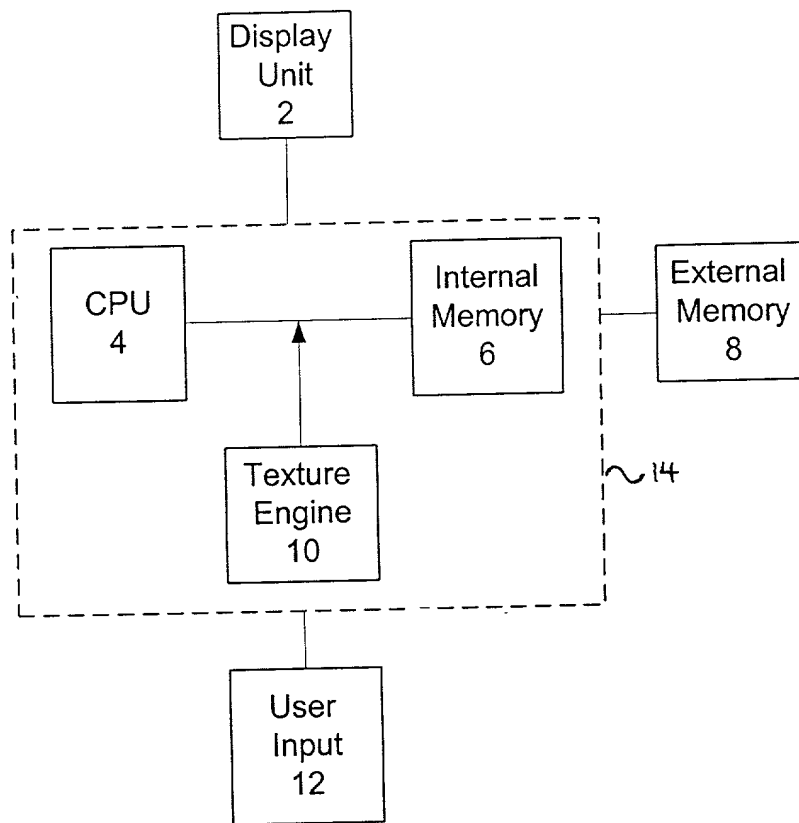 Display
Unit
2
CPU
4
Internal
Memory
6
External
Memory
8
Texture
Engine
10
14
User
Input
12